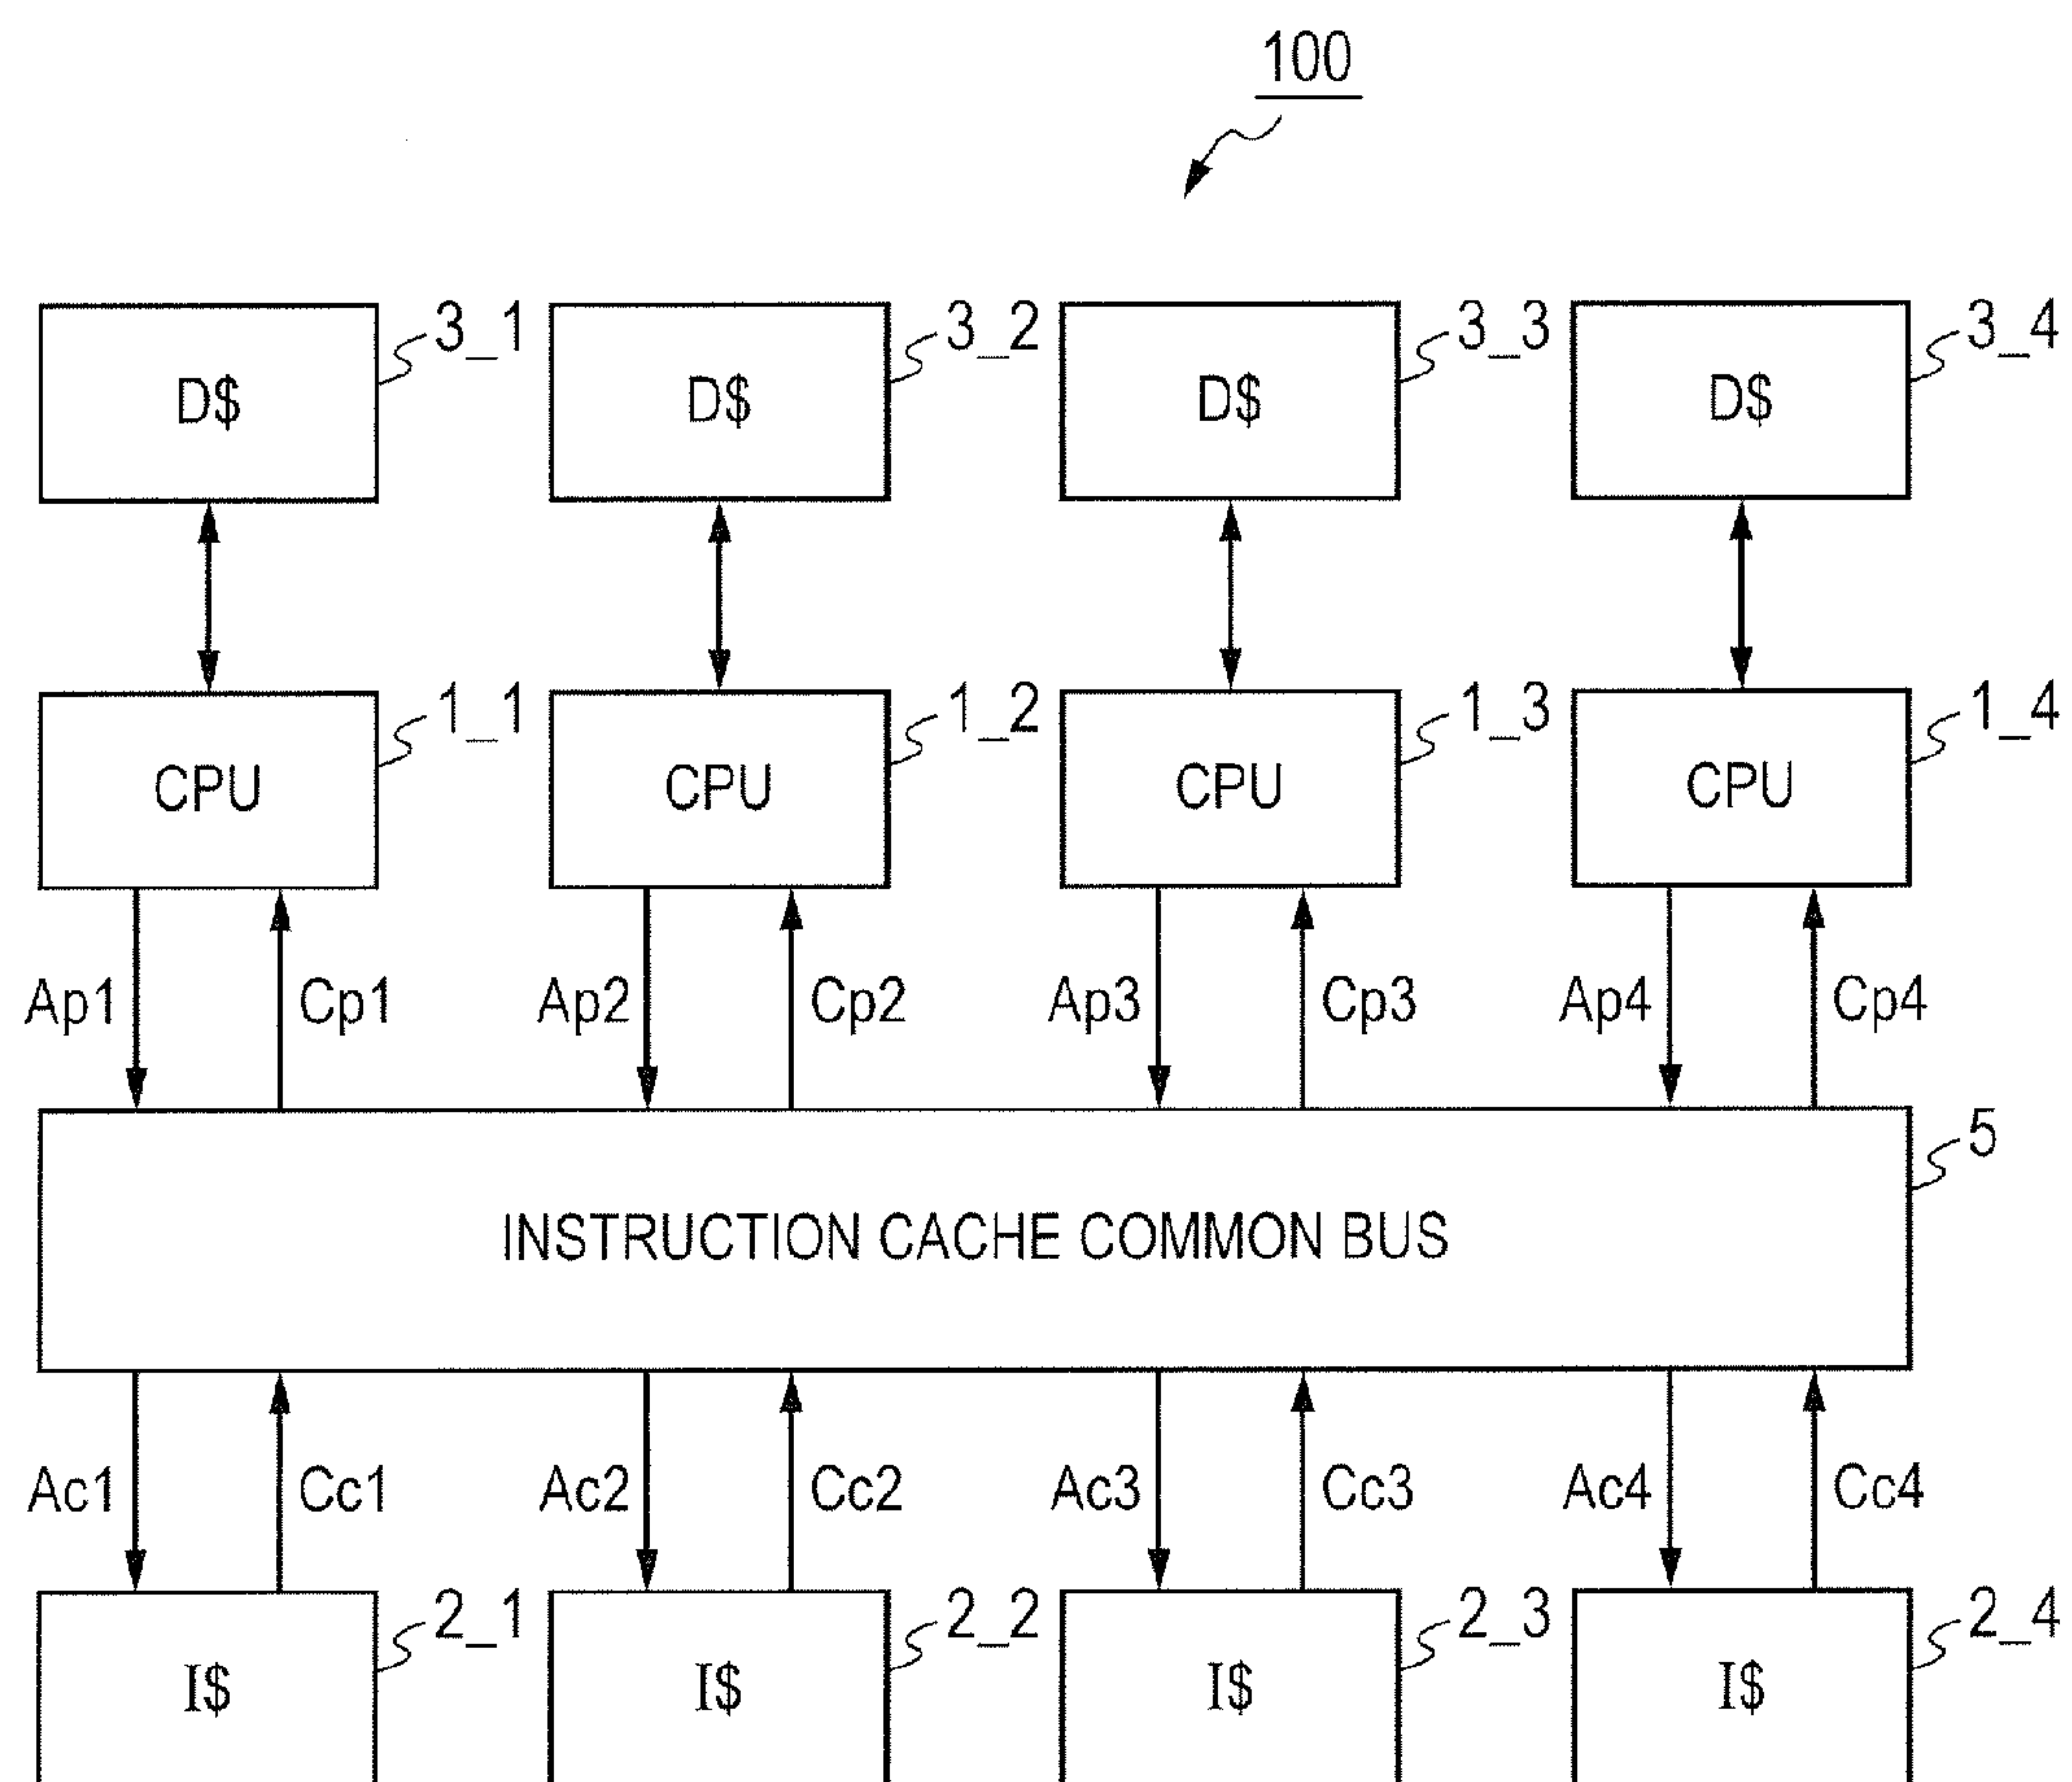 100
3_1 3_2 3_3 3_4
D$ D$ D$ D$
1_1 1_2 1_3 1_4
CPU CPU CPU CPU
Ap1 Cp1 Ap2 Cp2 Ap3 Cp3 Ap4 Cp4
5
INSTRUCTION CACHE COMMON BUS
Ac1 Cc1 Ac2 Cc2 Ac3 Cc3 Ac4 Cc4
2_1 2_2 2_3 2_4
I$ I$ I$ I$